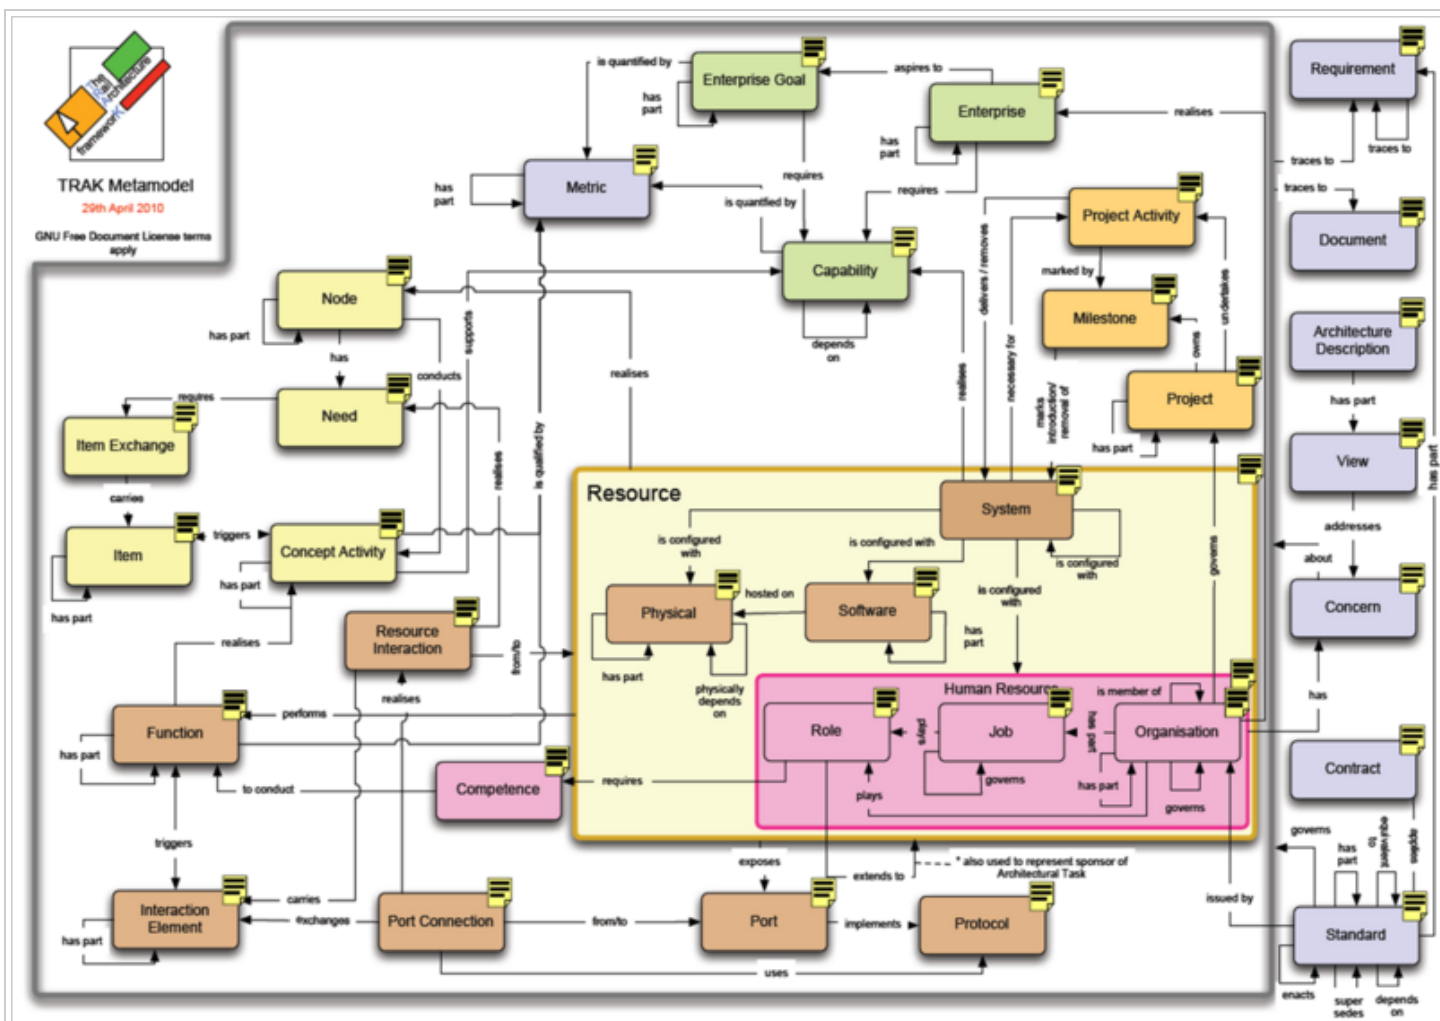 The
Rail
Architecture
frameworK
TRAK Metamodel
29th April 2010
GNU Free Document License terms
apply
is quantified by
Enterprise Goal
has
part
aspires to
Enterprise
has
part
realises
Requirement
traces to
traces to
traces to
Document
Metric
has
part
requires
requires
is quantified by
Capability
depends
on
Project Activity
delivers / removes
marked by
necessary for
undertakes
Milestone
owns
marks
introduction/
removal of
Project
has part
Architecture
Description
has part
View
has part
addresses
about
Concern
has
Node
has part
has
conducts
supports
realises
realises
requires
Need
Item Exchange
carries
realises
is qualified by
Item
triggers
has part
Concept Activity
has part
Resource
System
is configured
with
is configured with
is configured
with
is configured
with
governs
Physical
hosted on
Software
has part
has
part
physically
depends
on
realises
Resource
Interaction
from/to
realises
Human Resource
is member of
Role
plays
Job
has part
Organisation
governs
plays
has part
governs
Function
has part
performs
Competence
requires
to conduct
triggers
Contract
governs
has
part
equivalent
to
applies
exposes
extends to
* also used to represent sponsor of
Architectural Task
issued by
Interaction
Element
has part
carries
exchanges
Port Connection
from/to
Port
implements
Protocol
uses
Standard
enacts
super
sedes
depends
on